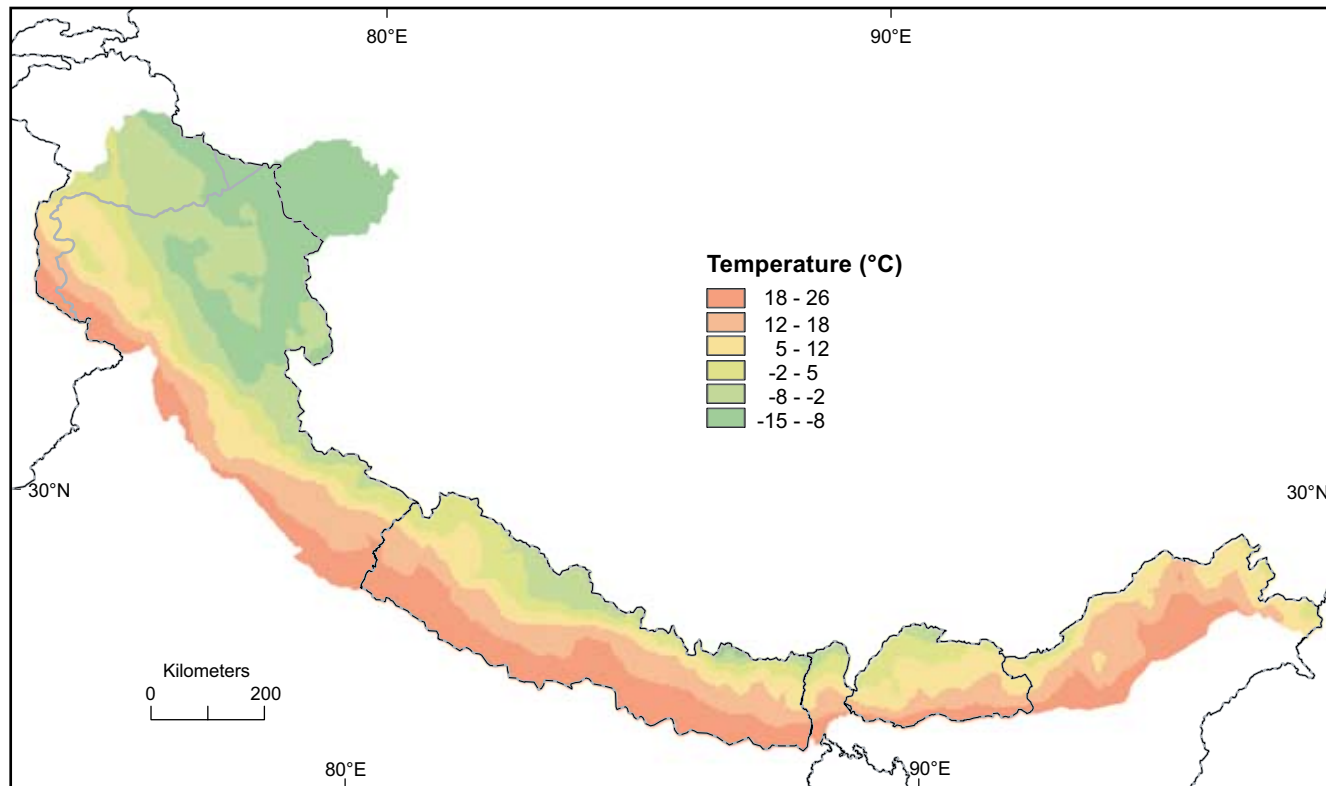 80°E
90°E
Temperature (°C)
18 - 26
12 - 18
5 - 12
-2 - 5
-8 - -2
-15 - -8
30°N
30°N
Kilometers
0 200
80°E
90°E